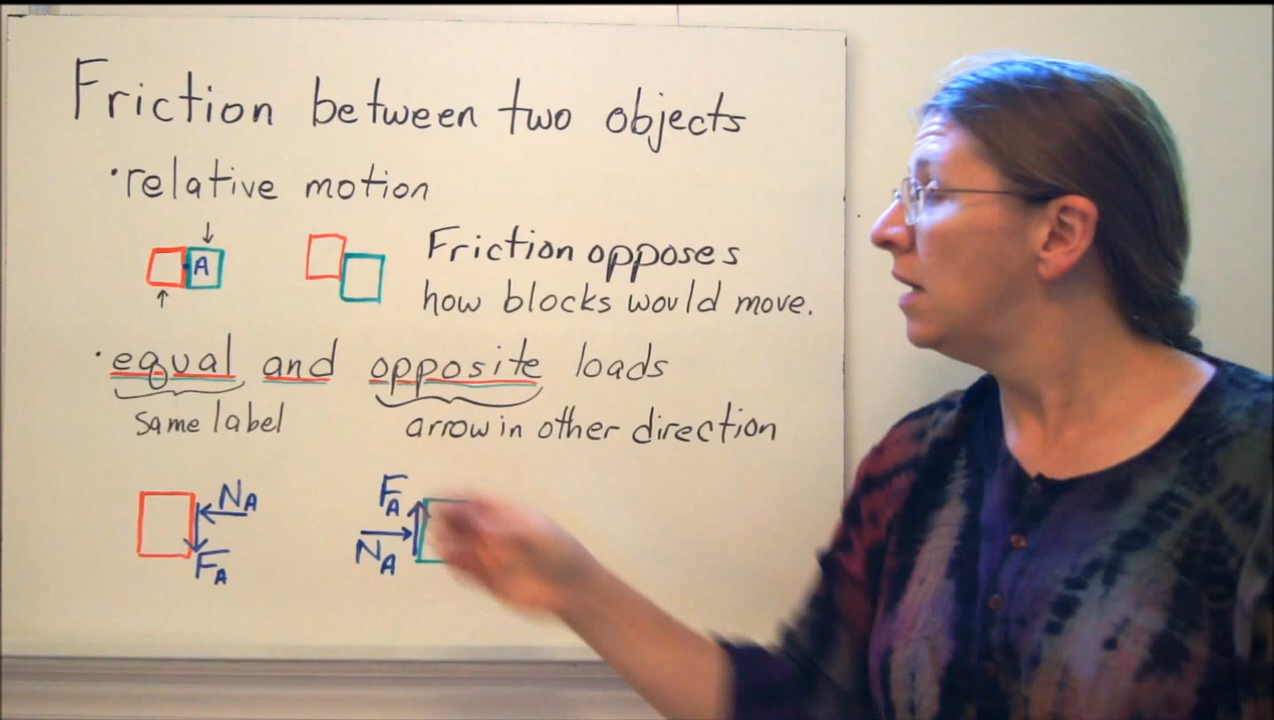 Friction between two objects
• relative motion
A
Friction opposes
how blocks would move.
• equal and opposite loads
same label
arrow in other direction
NA
FA
FA
NA